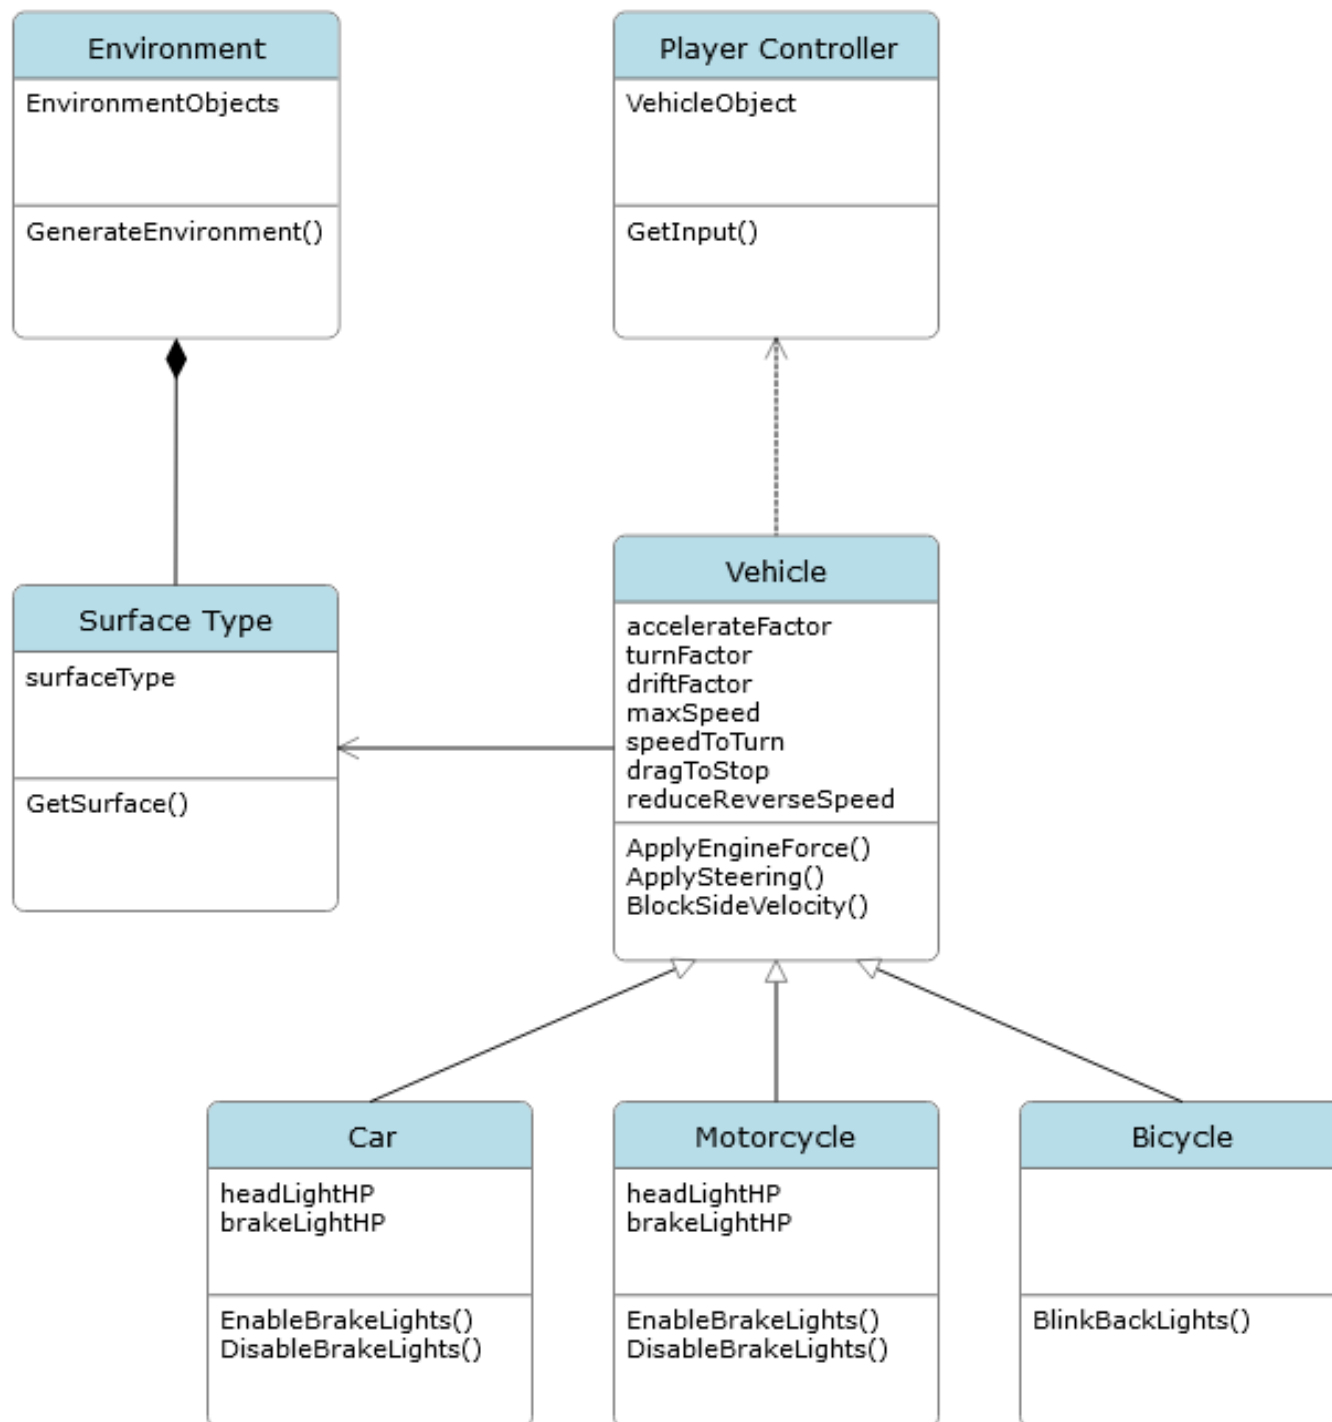 Environment
EnvironmentObjects
GenerateEnvironment()
Player Controller
VehicleObject
GetInput()
Surface Type
surfaceType
GetSurface()
Vehicle
accelerateFactor
turnFactor
driftFactor
maxSpeed
speedToTurn
dragToStop
reduceReverseSpeed
ApplyEngineForce()
ApplySteering()
BlockSideVelocity()
Car
headLightHP
brakeLightHP
EnableBrakeLights()
DisableBrakeLights()
Motorcycle
headLightHP
brakeLightHP
EnableBrakeLights()
DisableBrakeLights()
Bicycle
BlinkBackLights()